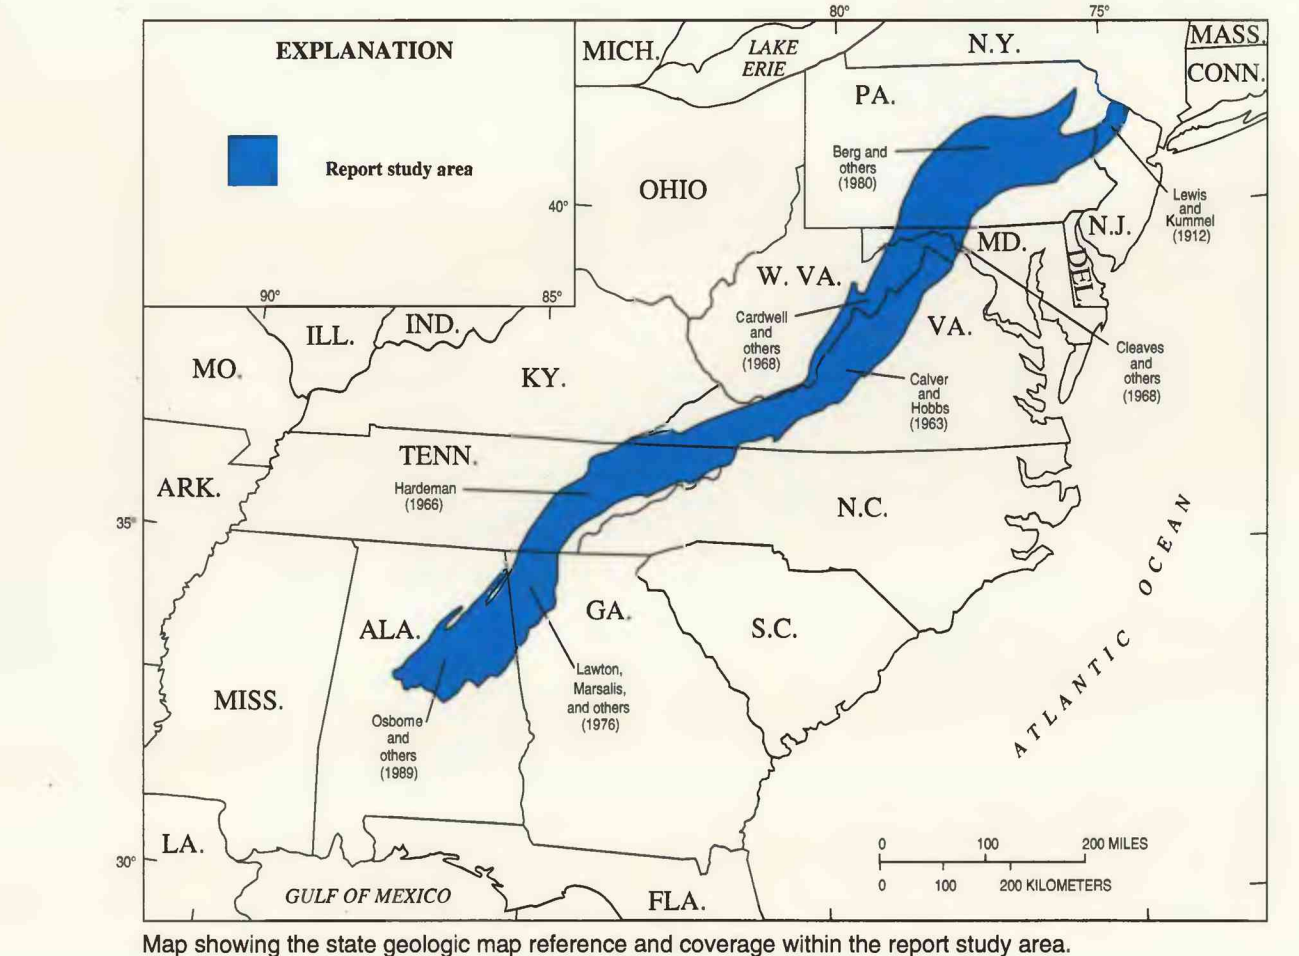 80°
75°
EXPLANATION
Report study area
MICH.
LAKE
ERIE
N.Y.
MASS.
CONN.
PA.
Berg and
others
(1980)
OHIO
40°
Lewis
and
Kummel
(1912)
N.J.
MD.
DEL.
W. VA.
90°
85°
Cardwell
and
others
(1968)
VA.
ILL.
IND.
MO.
KY.
Cleaves
and
others
(1968)
Calver
and
Hobbs
(1963)
TENN.
Hardeman
(1966)
ARK.
N.C.
35°
ATLANTIC OCEAN
GA.
S.C.
ALA.
MISS.
Lawton,
Marsalis,
and others
(1976)
Osborne
and
others
(1989)
LA.
30°
0 100 200 MILES
0 100 200 KILOMETERS
GULF OF MEXICO
FLA.
Map showing the state geologic map reference and coverage within the report study area.